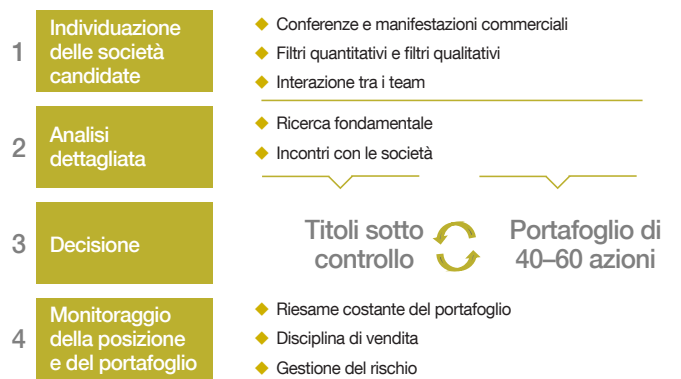 1
Individuazione
delle società
candidate
◆ Conferenze e manifestazioni commerciali
◆ Filtri quantitativi e filtri qualitativi
◆ Interazione tra i team
2
Analisi
dettagliata
◆ Ricerca fondamentale
◆ Incontri con le società
3
Decisione
Titoli sotto
controllo
Portafoglio di
40–60 azioni
4
Monitoraggio
della posizione
e del portafoglio
◆ Riesame costante del portafoglio
◆ Disciplina di vendita
◆ Gestione del rischio